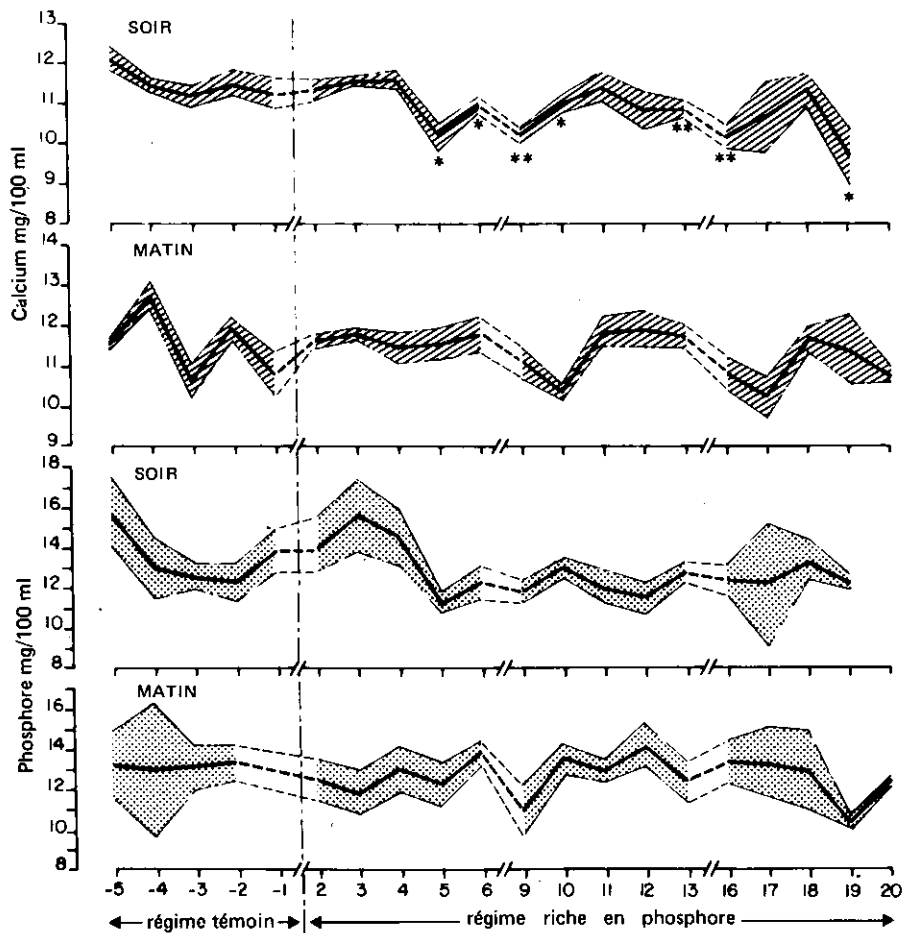 Calcium mg/100 ml
Phosphore mg/100 ml
SOIR
13
12
11
10
9
8
* * ** * ** ** *
MATIN
14
13
12
11
10
9
SOIR
18
16
14
12
10
8
MATIN
16
14
12
10
8
-5 -4 -3 -2 -1 2 3 4 5 6 9 10 11 12 13 16 17 18 19 20
régime témoin régime riche en phosphore